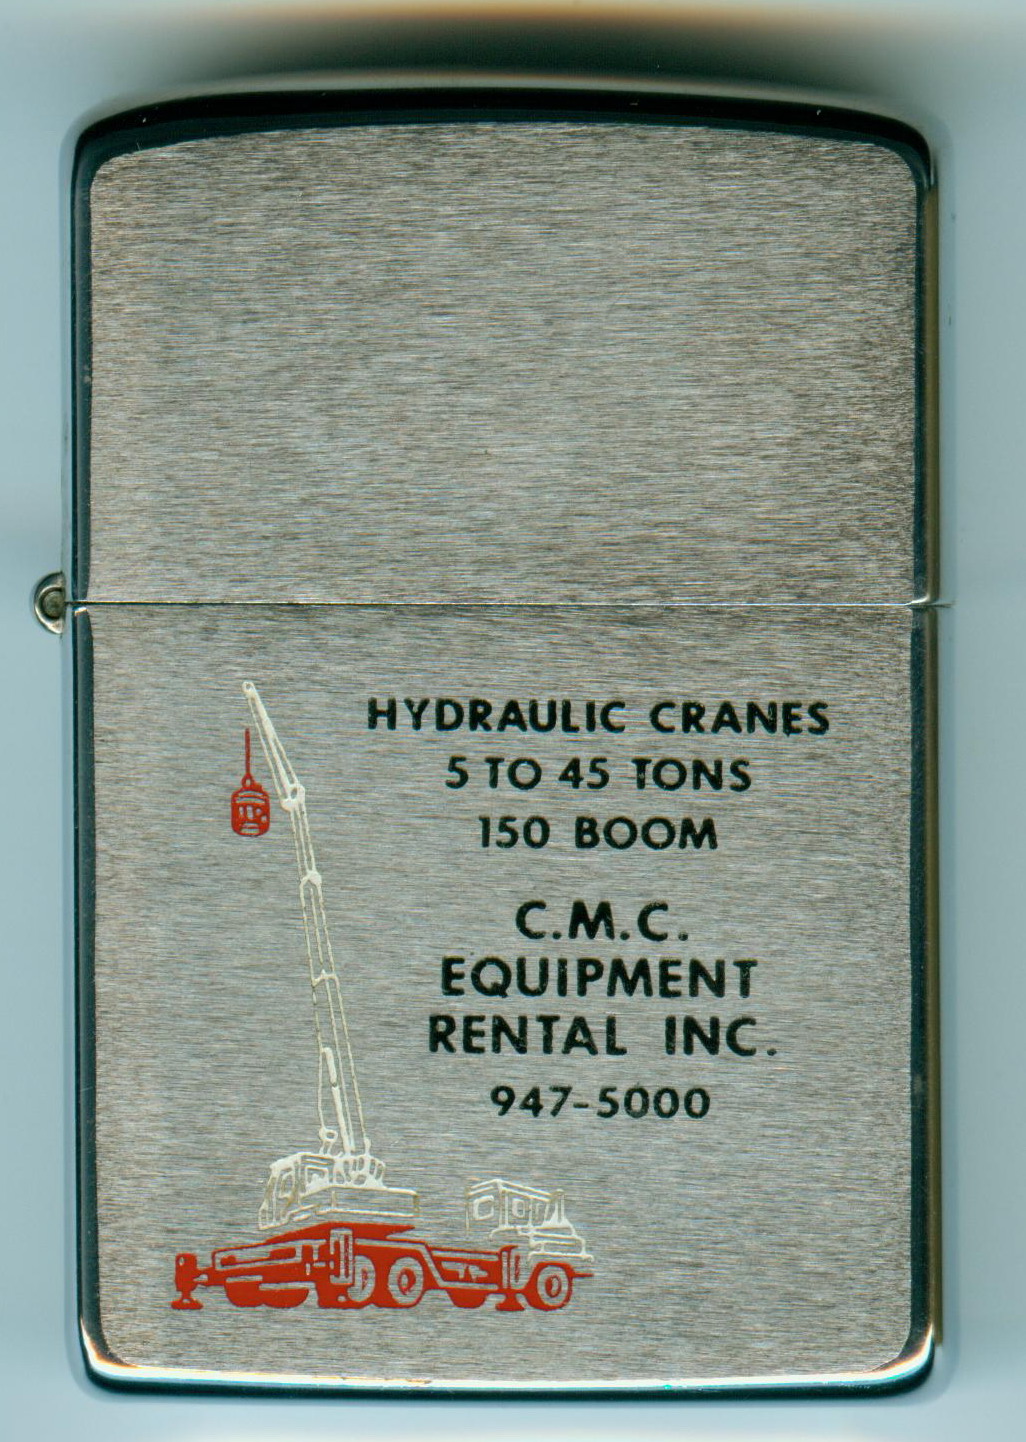 HYDRAULIC CRANES
5 TO 45 TONS
150 BOOM
C.M.C.
EQUIPMENT
RENTAL INC.
947-5000